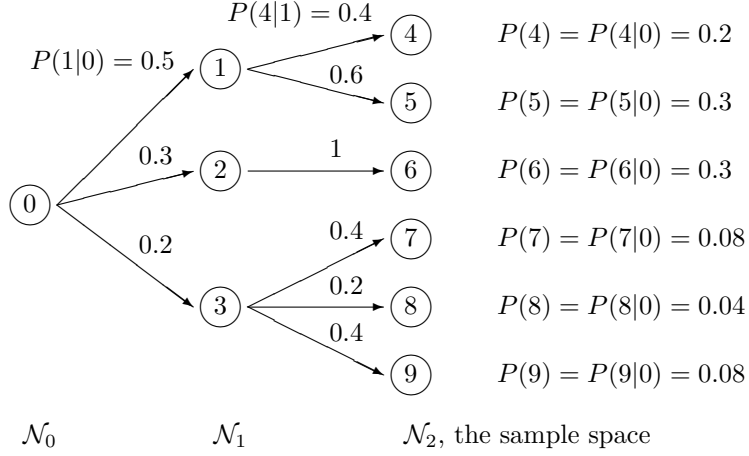 P(4|1) = 0.4
4 P(4) = P(4|0) = 0.2
P(1|0) = 0.5
1
0.6
5 P(5) = P(5|0) = 0.3
0.3
2
1
6 P(6) = P(6|0) = 0.3
0
0.2
0.4
7 P(7) = P(7|0) = 0.08
3
0.2
8 P(8) = P(8|0) = 0.04
0.4
9 P(9) = P(9|0) = 0.08
𝒩₀ 𝒩₁ 𝒩₂, the sample space